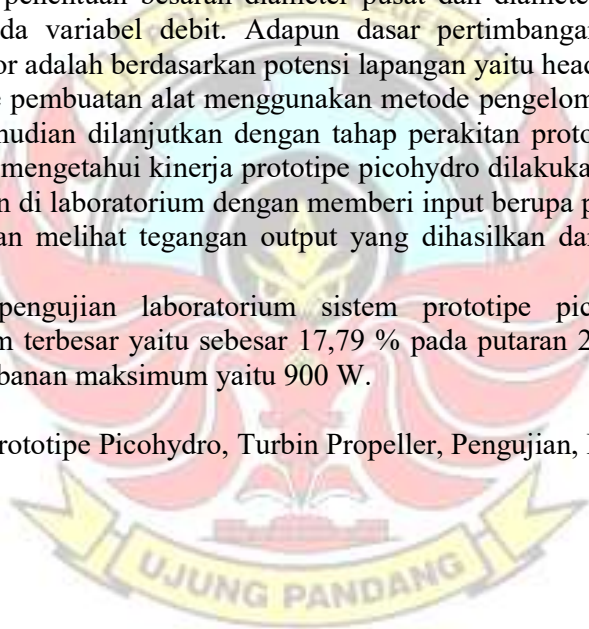 penentuan besaran diameter pusat dan diameter
da variabel debit. Adapun dasar pertimbangan
or adalah berdasarkan potensi lapangan yaitu head
pembuatan alat menggunakan metode pengelom
mudian dilanjutkan dengan tahap perakitan proto
mengetahui kinerja prototipe picohydro dilakuka
n di laboratorium dengan memberi input berupa p
an melihat tegangan output yang dihasilkan da
pengujian laboratorium sistem prototipe pic
m terbesar yaitu sebesar 17,79 % pada putaran 2
banan maksimum yaitu 900 W.
rototipe Picohydro, Turbin Propeller, Pengujian,
UJUNG PANDANG